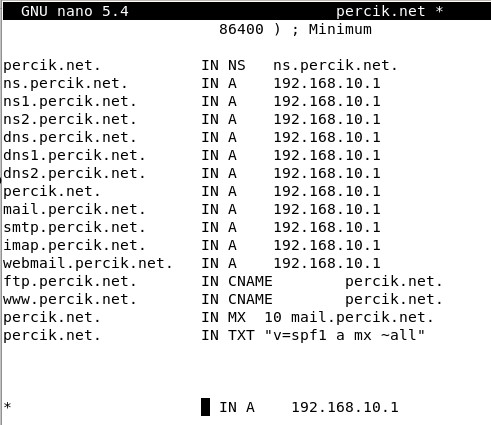 GNU nano 5.4 percik.net *
86400 ) ; Minimum
percik.net. IN NS ns.percik.net.
ns.percik.net. IN A 192.168.10.1
ns1.percik.net. IN A 192.168.10.1
ns2.percik.net. IN A 192.168.10.1
dns.percik.net. IN A 192.168.10.1
dns1.percik.net. IN A 192.168.10.1
dns2.percik.net. IN A 192.168.10.1
percik.net. IN A 192.168.10.1
mail.percik.net. IN A 192.168.10.1
smtp.percik.net. IN A 192.168.10.1
imap.percik.net. IN A 192.168.10.1
webmail.percik.net. IN A 192.168.10.1
ftp.percik.net. IN CNAME percik.net.
www.percik.net. IN CNAME percik.net.
percik.net. IN MX 10 mail.percik.net.
percik.net. IN TXT "v=spf1 a mx ~all"
* IN A 192.168.10.1